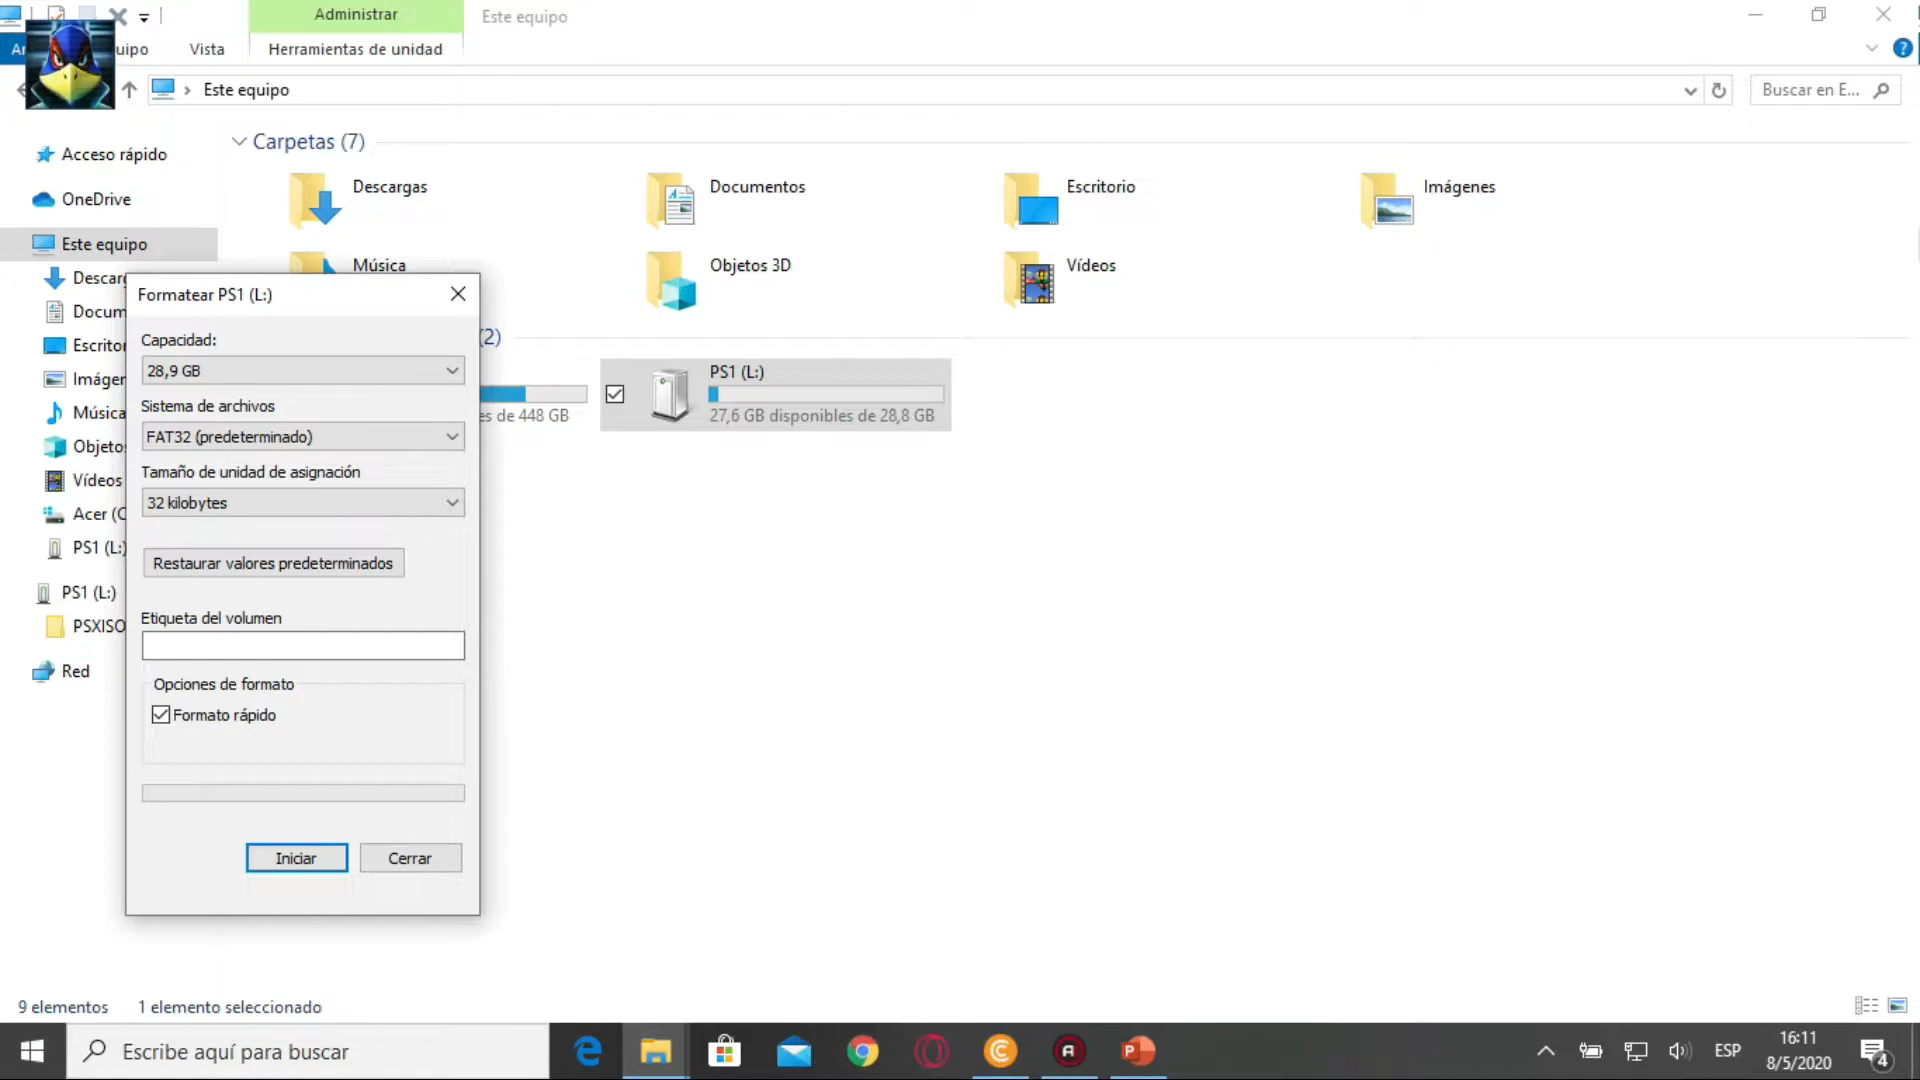 Administrar
Este equipo
uipo
Vista
Herramientas de unidad
Este equipo
Buscar en E...
Acceso rápido
OneDrive
Este equipo
Descar
Docum
Escritor
Imáger
Música
Objeto
Vídeos
Acer (C
PS1 (L:)
PS1 (L:)
PSXISO
Red
Carpetas (7)
Descargas
Documentos
Escritorio
Imágenes
Música
Objetos 3D
Vídeos
(2)
es de 448 GB
PS1 (L:)
27,6 GB disponibles de 28,8 GB
Formatear PS1 (L:)
Capacidad:
28,9 GB
Sistema de archivos
FAT32 (predeterminado)
Tamaño de unidad de asignación
32 kilobytes
Restaurar valores predeterminados
Etiqueta del volumen
Opciones de formato
Formato rápido
Iniciar
Cerrar
9 elementos
1 elemento seleccionado
Escribe aquí para buscar
ESP
16:11
8/5/2020
4